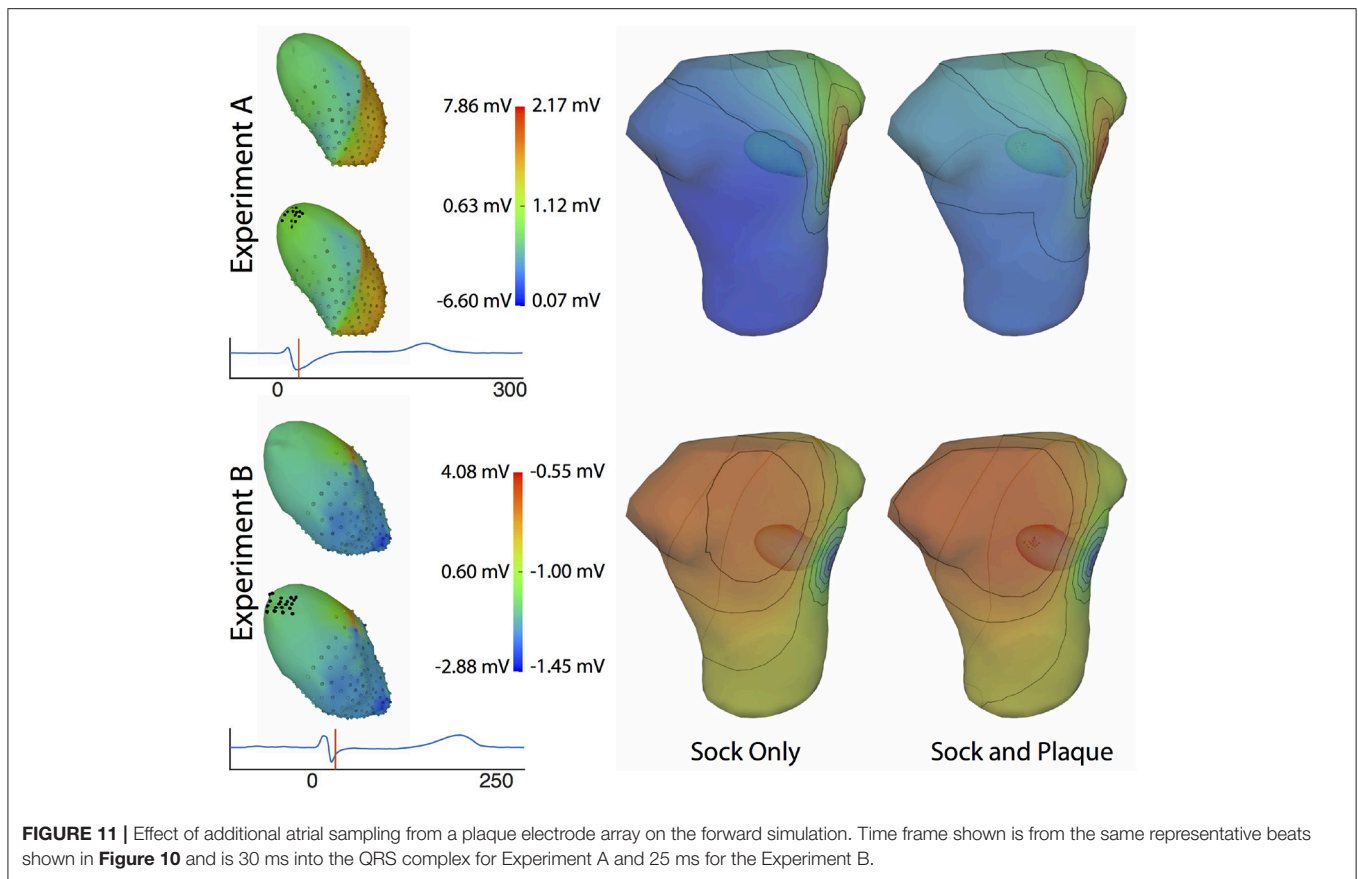 Experiment A
7.86 mV 2.17 mV
0.63 mV 1.12 mV
-6.60 mV 0.07 mV
0 300
Experiment B
4.08 mV -0.55 mV
0.60 mV -1.00 mV
-2.88 mV -1.45 mV
0 250
Sock Only Sock and Plaque
FIGURE 11 | Effect of additional atrial sampling from a plaque electrode array on the forward simulation. Time frame shown is from the same representative beats
shown in Figure 10 and is 30 ms into the QRS complex for Experiment A and 25 ms for the Experiment B.